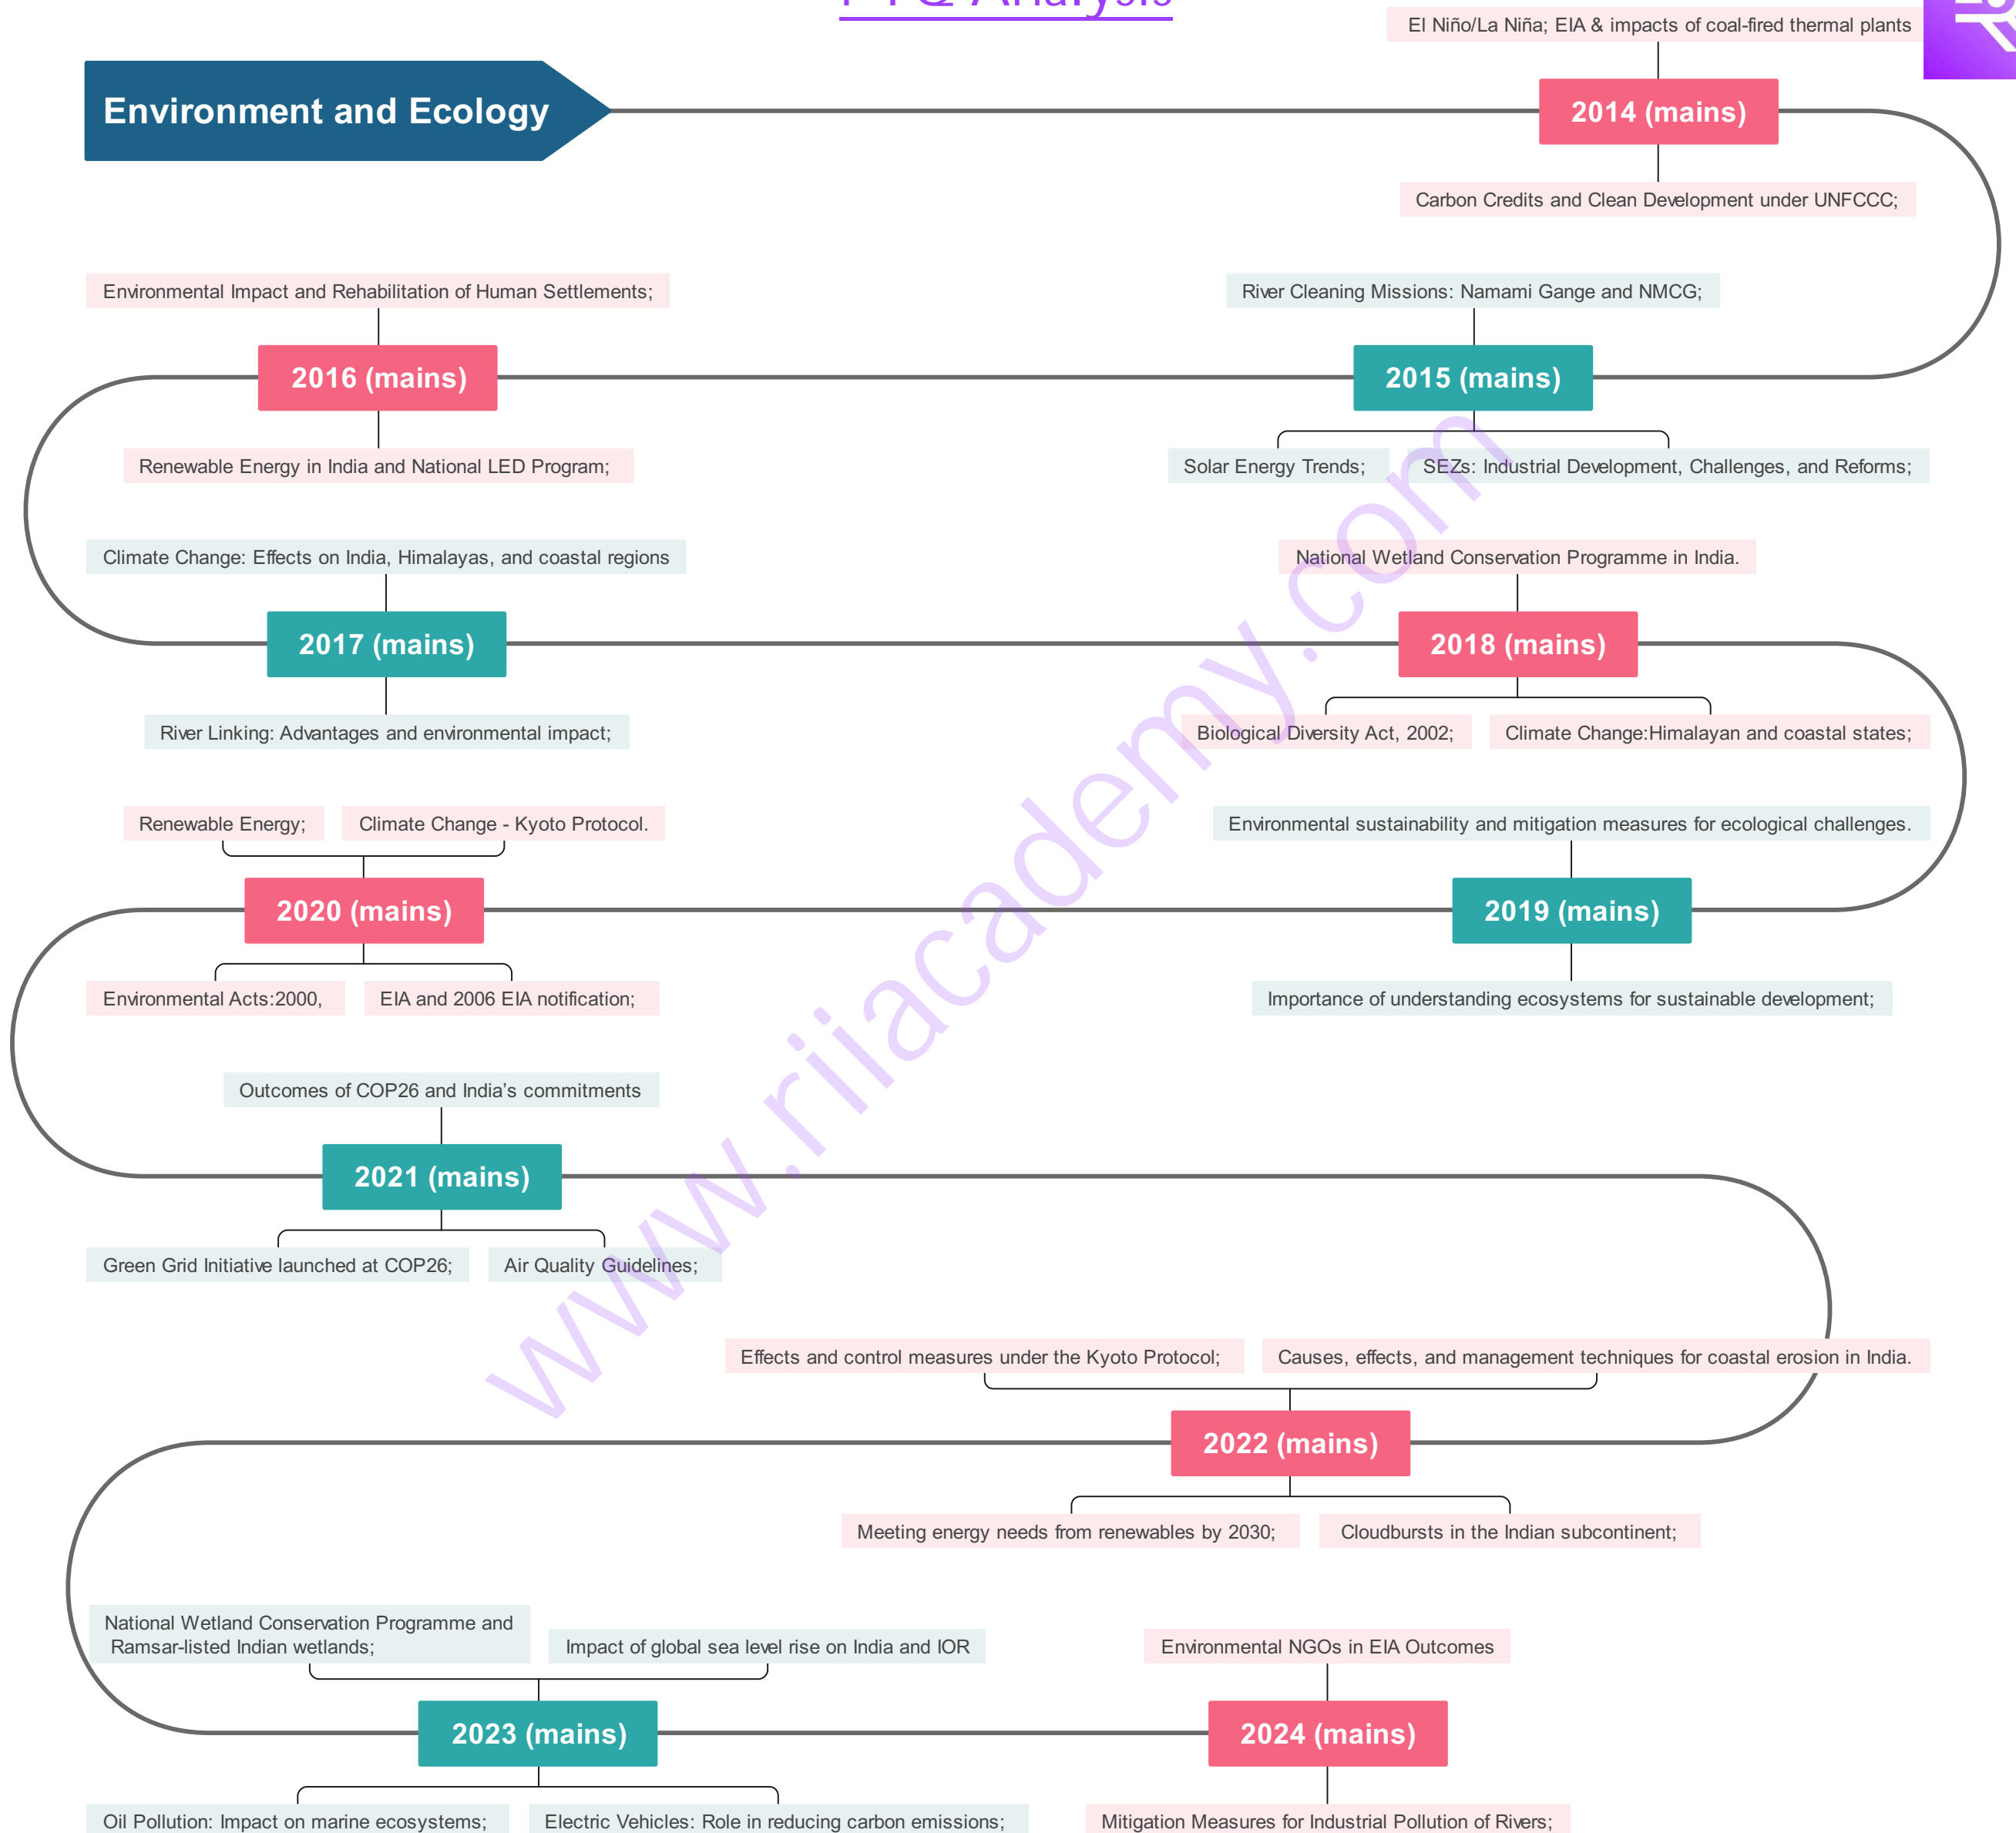 PYQ Analysis
El Niño/La Niña; EIA & impacts of coal-fired thermal plants
Environment and Ecology
2014 (mains)
Carbon Credits and Clean Development under UNFCCC;
Environmental Impact and Rehabilitation of Human Settlements;
River Cleaning Missions: Namami Gange and NMCG;
2016 (mains)
2015 (mains)
Renewable Energy in India and National LED Program;
Solar Energy Trends;
SEZs: Industrial Development, Challenges, and Reforms;
Climate Change: Effects on India, Himalayas, and coastal regions
National Wetland Conservation Programme in India.
2017 (mains)
2018 (mains)
River Linking: Advantages and environmental impact;
Biological Diversity Act, 2002;
Climate Change:Himalayan and coastal states;
Renewable Energy;
Climate Change - Kyoto Protocol.
Environmental sustainability and mitigation measures for ecological challenges.
2020 (mains)
2019 (mains)
Environmental Acts:2000,
EIA and 2006 EIA notification;
Importance of understanding ecosystems for sustainable development;
Outcomes of COP26 and India’s commitments
2021 (mains)
Green Grid Initiative launched at COP26;
Air Quality Guidelines;
Effects and control measures under the Kyoto Protocol;
Causes, effects, and management techniques for coastal erosion in India.
2022 (mains)
Meeting energy needs from renewables by 2030;
Cloudbursts in the Indian subcontinent;
National Wetland Conservation Programme and
Ramsar-listed Indian wetlands;
Impact of global sea level rise on India and IOR
Environmental NGOs in EIA Outcomes
2023 (mains)
2024 (mains)
Oil Pollution: Impact on marine ecosystems;
Electric Vehicles: Role in reducing carbon emissions;
Mitigation Measures for Industrial Pollution of Rivers;